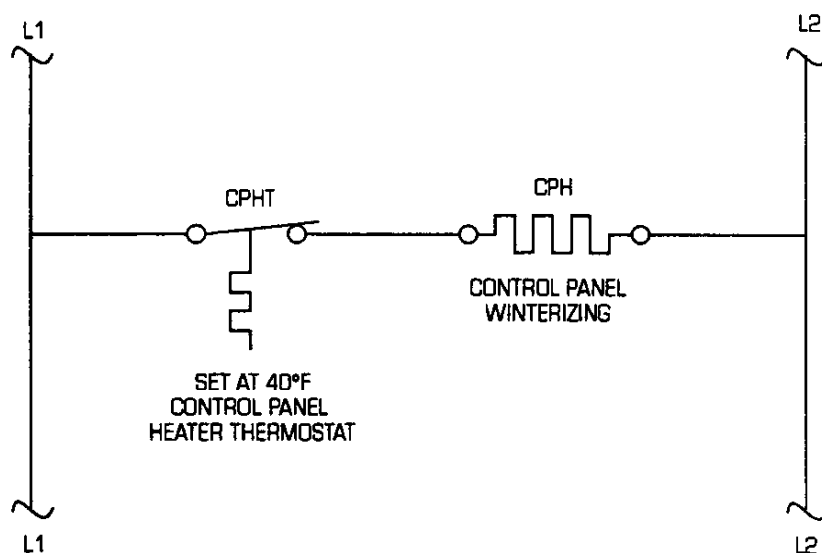 L1
L2
CPHT
CPH
CONTROL PANEL
WINTERIZING
SET AT 40°F
CONTROL PANEL
HEATER THERMOSTAT
L1
L2